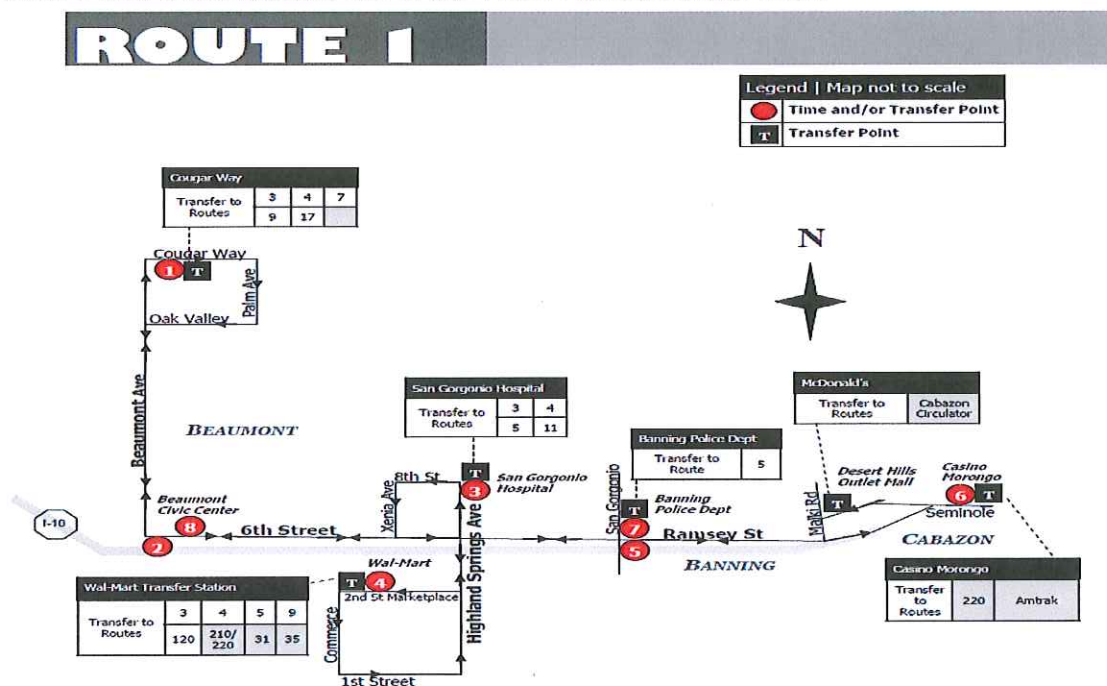 ROUTE 1
Legend | Map not to scale
Time and/or Transfer Point
T Transfer Point
Cougar Way
Transfer to Routes 3 4 7
9 17
Cougar Way
1 T
Palm Ave
Oak Valley
N
Beaumont Ave
BEAUMONT
San Gorgonio Hospital
Transfer to Routes 3 4
5 11
McDonald's
Transfer to Routes Cabazon Circulator
Banning Police Dept
Transfer to Route 5
8th St
Xenia Ave
T
3
San Gorgonio Hospital
Highland Springs Ave
San Gorgonio
T
Banning Police Dept
7
5
Desert Hills Outlet Mall
Malki Rd
T
Casino Morongo
6 T
Seminole
CABAZON
Beaumont Civic Center
8
2
I-10
6th Street
Ramsey St
BANNING
Wal-Mart
T 4
2nd St Marketplace
Commerce
1st Street
Wal-Mart Transfer Station
Transfer to Routes 3 4 5 9
120 210/220 31 35
Casino Morongo
Transfer to Routes 220 Amtrak